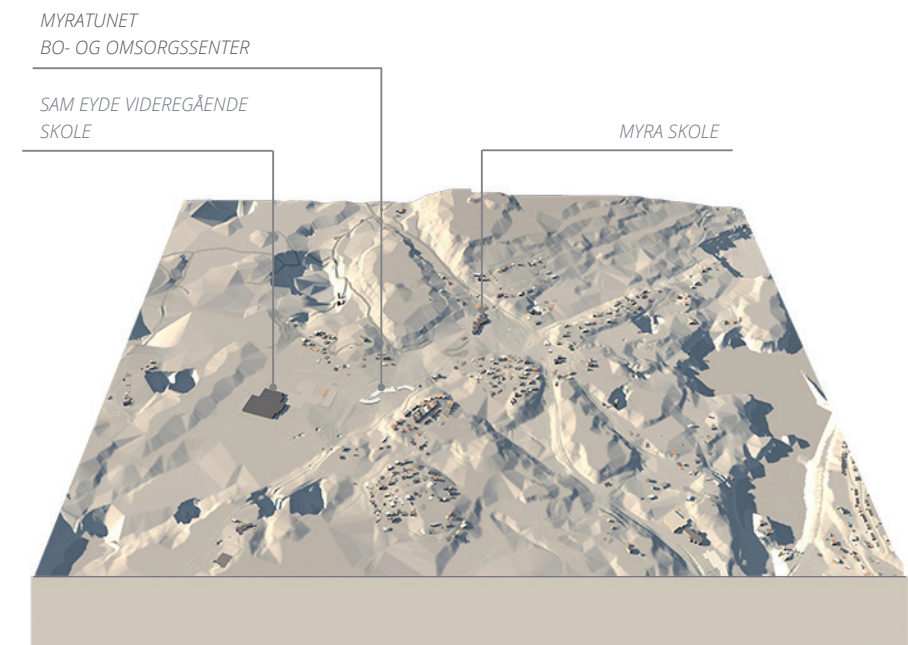 MYRATUNET
BO- OG OMSORGSSENTER
SAM EYDE VIDEREGÅENDE
SKOLE
MYRA SKOLE